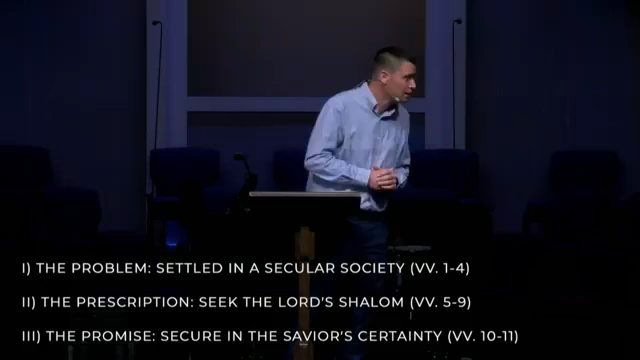 I) THE PROBLEM: SETTLED IN A SECULAR SOCIETY (VV. 1-4)
II) THE PRESCRIPTION: SEEK THE LORD'S SHALOM (VV. 5-9)
III) THE PROMISE: SECURE IN THE SAVIOR'S CERTAINTY (VV. 10-11)